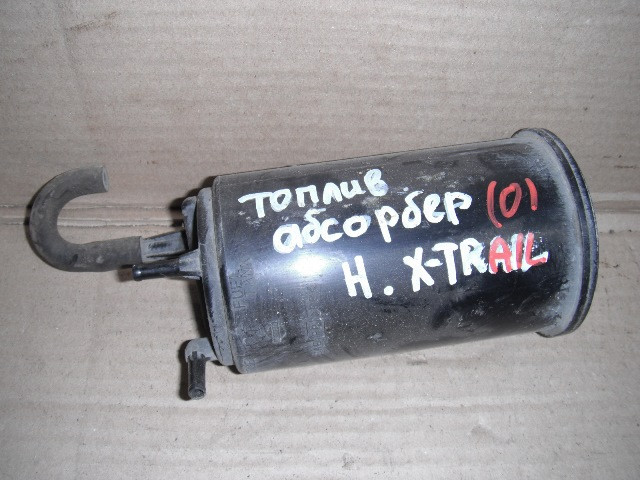 топлив
абсорбер (0)
Н. X-TRAIL